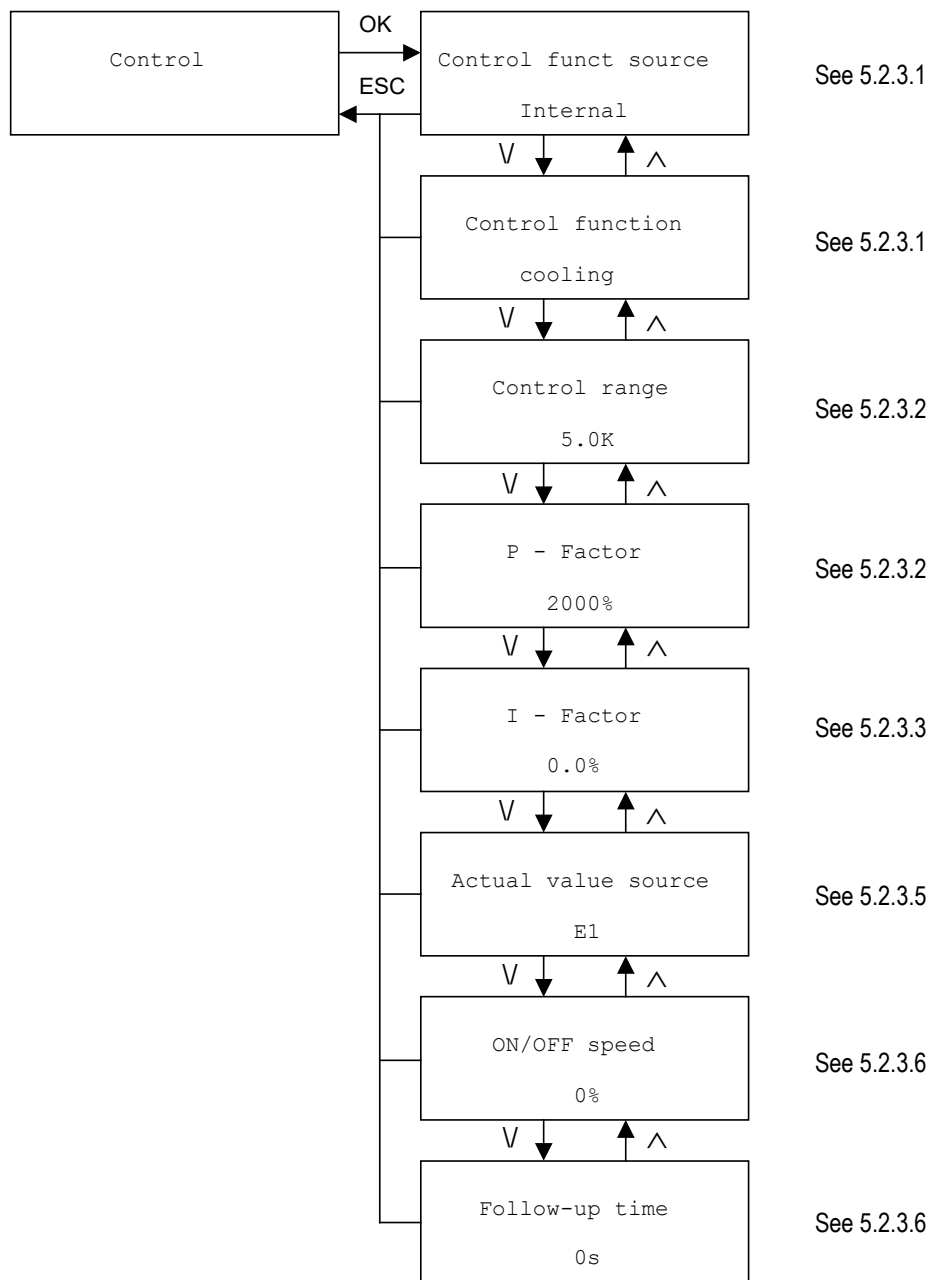 OK
Control
Control funct source
See 5.2.3.1
ESC
Internal
\/ /\
Control function
See 5.2.3.1
cooling
\/ /\
Control range
See 5.2.3.2
5.0K
\/ /\
P - Factor
See 5.2.3.2
2000%
\/ /\
I - Factor
See 5.2.3.3
0.0%
\/ /\
Actual value source
See 5.2.3.5
E1
\/ /\
ON/OFF speed
See 5.2.3.6
0%
\/ /\
Follow-up time
See 5.2.3.6
0s